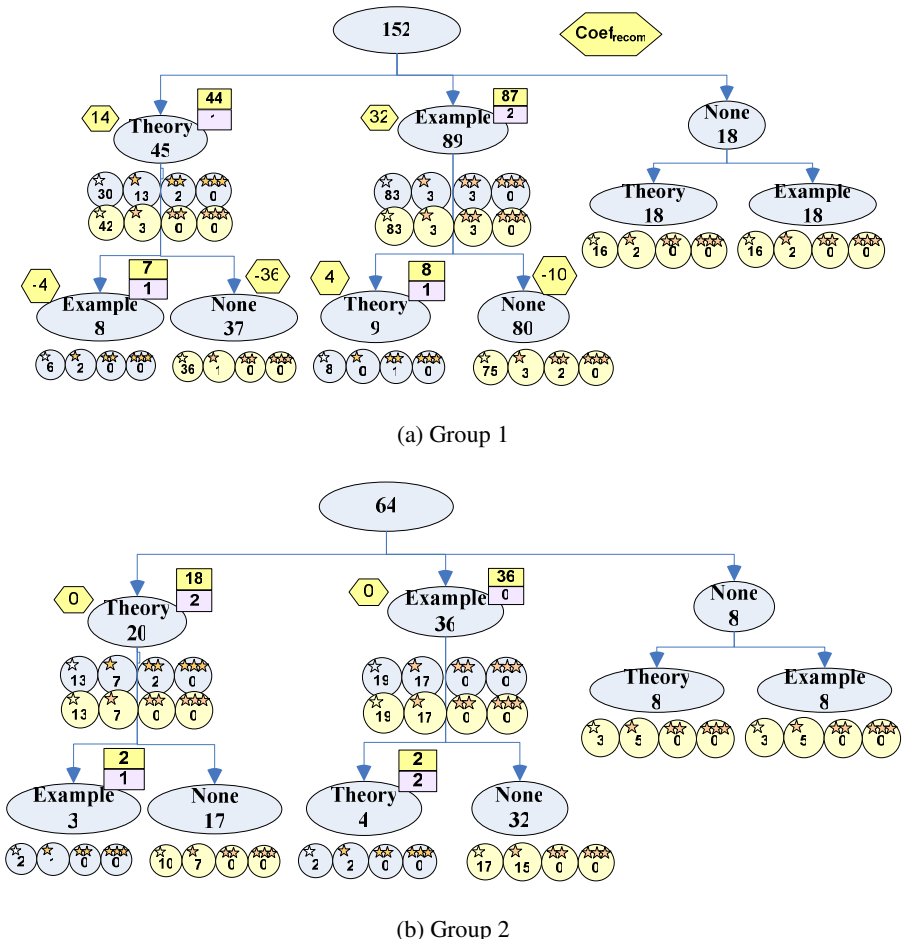 152
Coef recom
14
44
1
Theory
45
32
87
2
Example
89
None
18
30 13 2 0
42 3 0 0
83 3 3 0
83 3 3 0
Theory
18
Example
18
16 2 0 0
16 2 0 0
-4
7
1
Example
8
-36
None
37
4
8
1
Theory
9
-10
None
80
6 2 0 0
36 1 0 0
8 0 1 0
75 3 2 0
(a) Group 1
64
0
18
2
Theory
20
0
36
0
Example
36
None
8
13 7 2 0
13 7 0 0
19 17 0 0
19 17 0 0
Theory
8
Example
8
3 5 0 0
3 5 0 0
2
1
Example
3
None
17
2
2
Theory
4
None
32
2 1 0 0
10 7 0 0
2 2 0 0
17 15 0 0
(b) Group 2